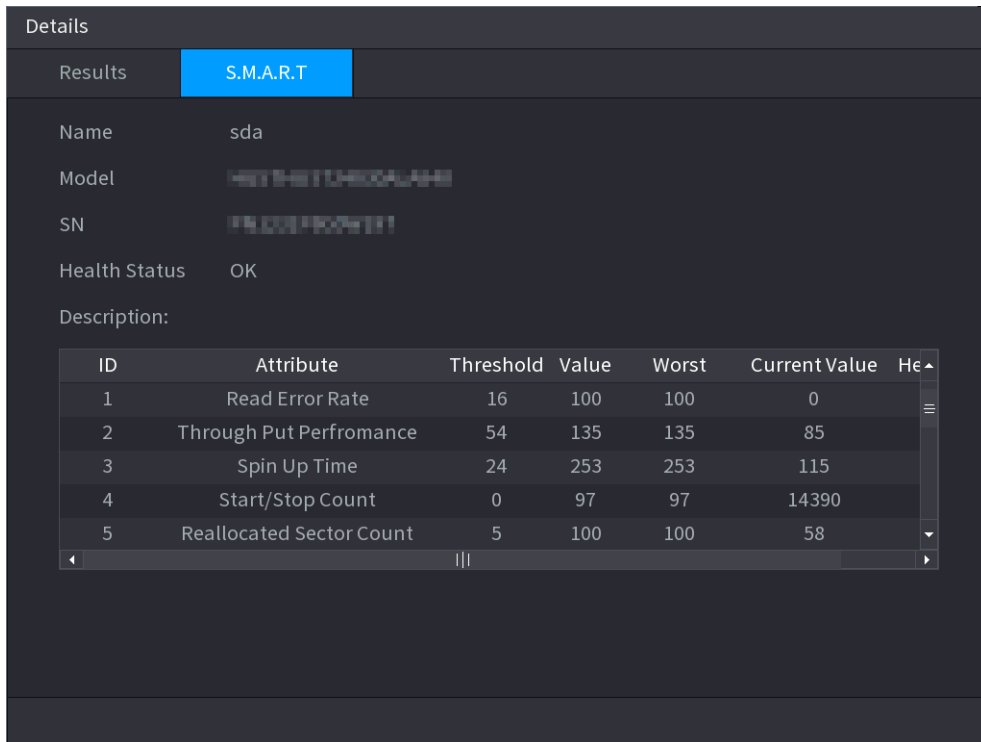 Details
Results S.M.A.R.T
Name sda
Model
SN
Health Status OK
Description:
ID Attribute Threshold Value Worst Current Value He
1 Read Error Rate 16 100 100 0
2 Through Put Perfromance 54 135 135 85
3 Spin Up Time 24 253 253 115
4 Start/Stop Count 0 97 97 14390
5 Reallocated Sector Count 5 100 100 58